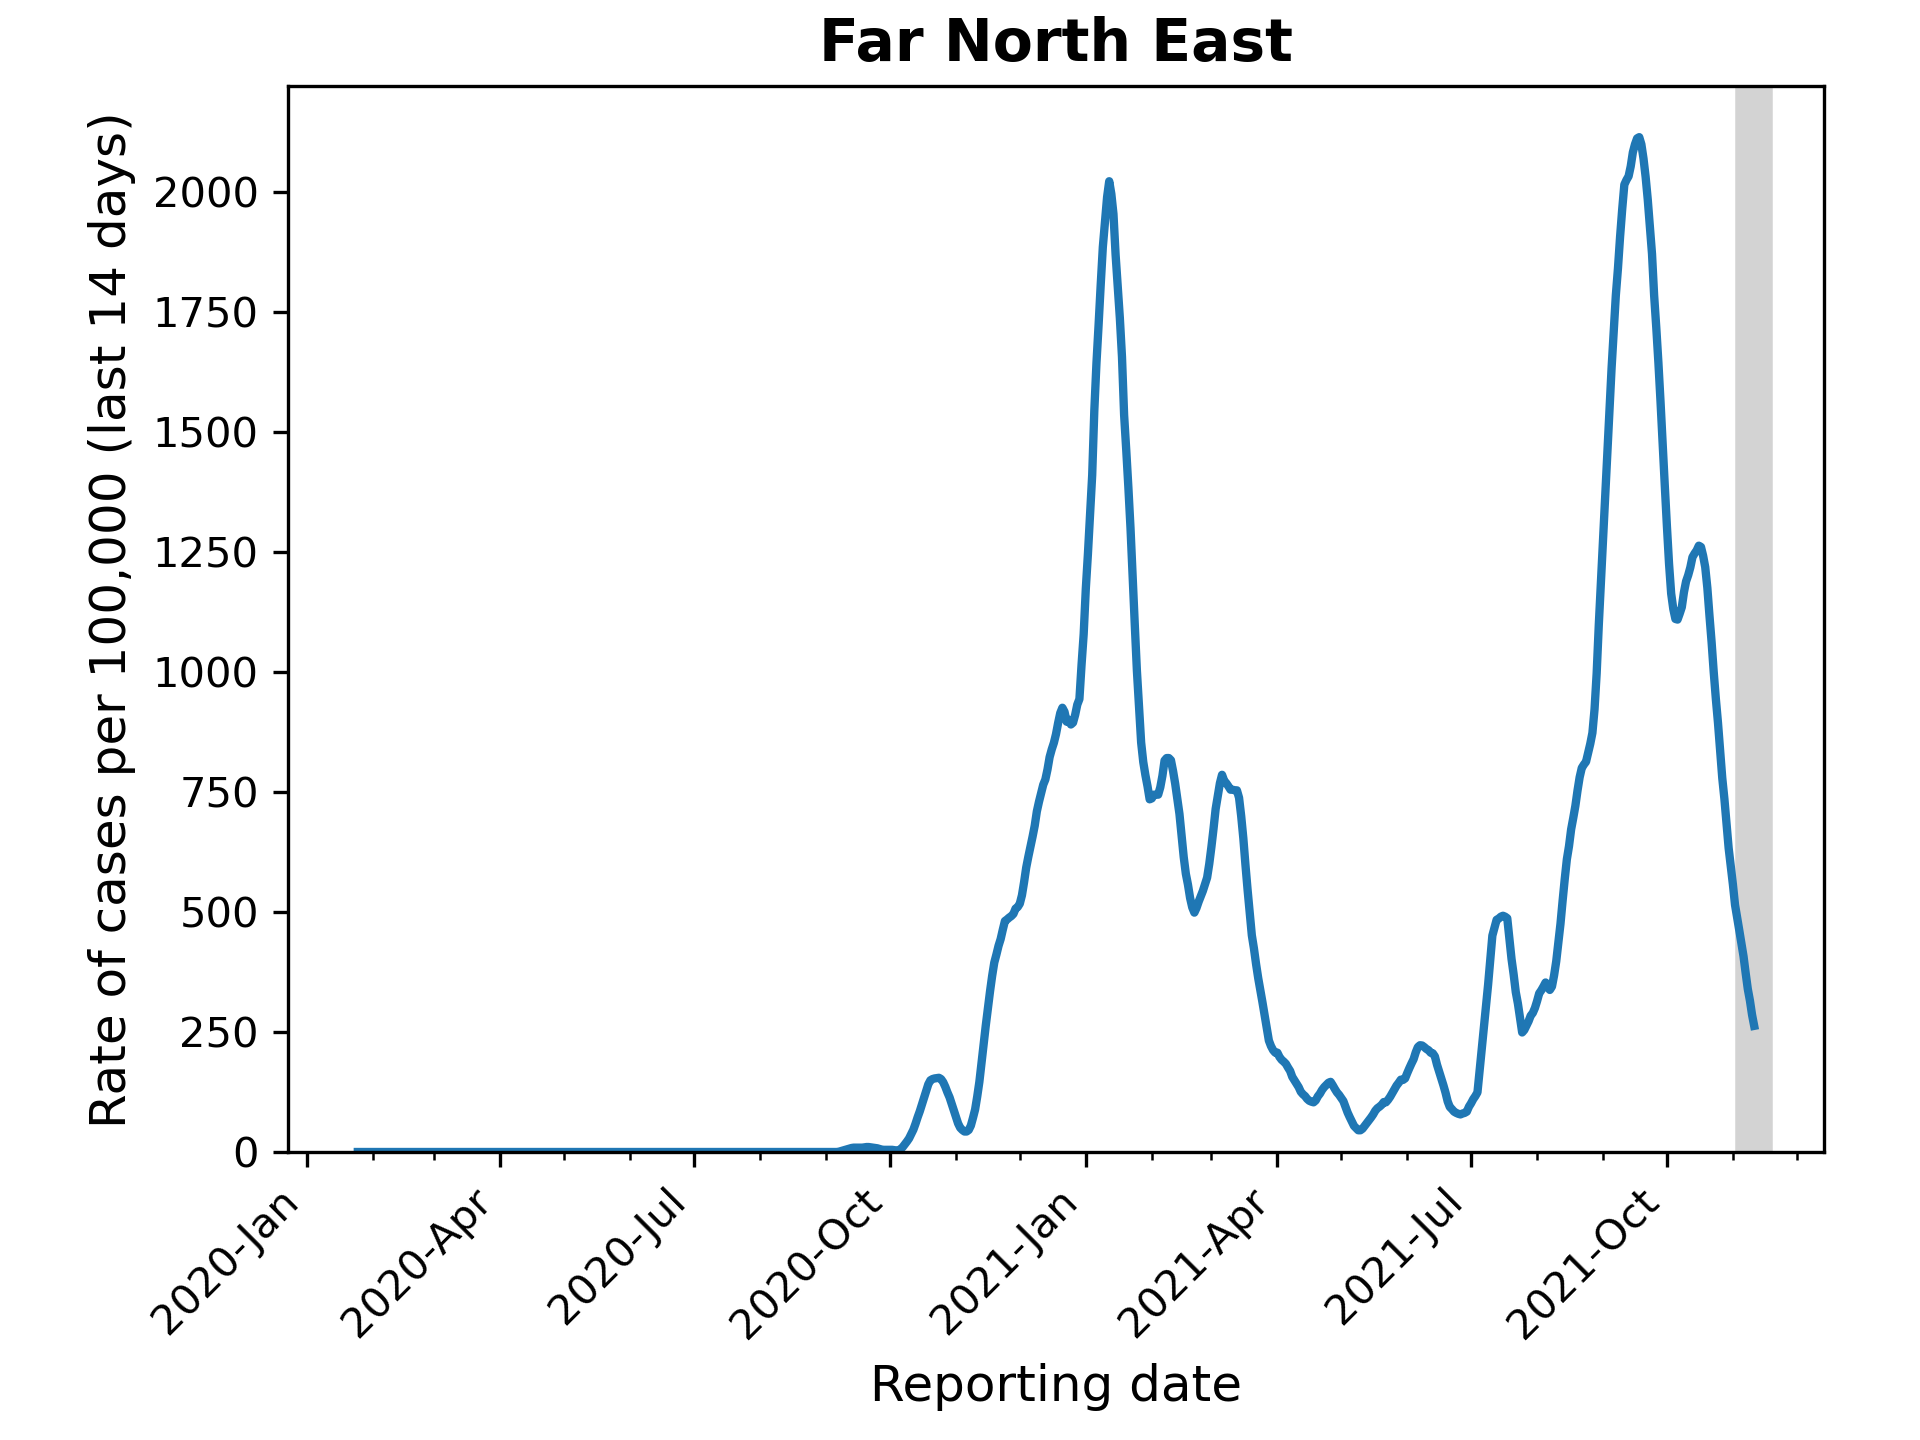 Far North East
Rate of cases per 100,000 (last 14 days)
2000
1750
1500
1250
1000
750
500
250
0
2020-Jan
2020-Apr
2020-Jul
2020-Oct
2021-Jan
2021-Apr
2021-Jul
2021-Oct
Reporting date